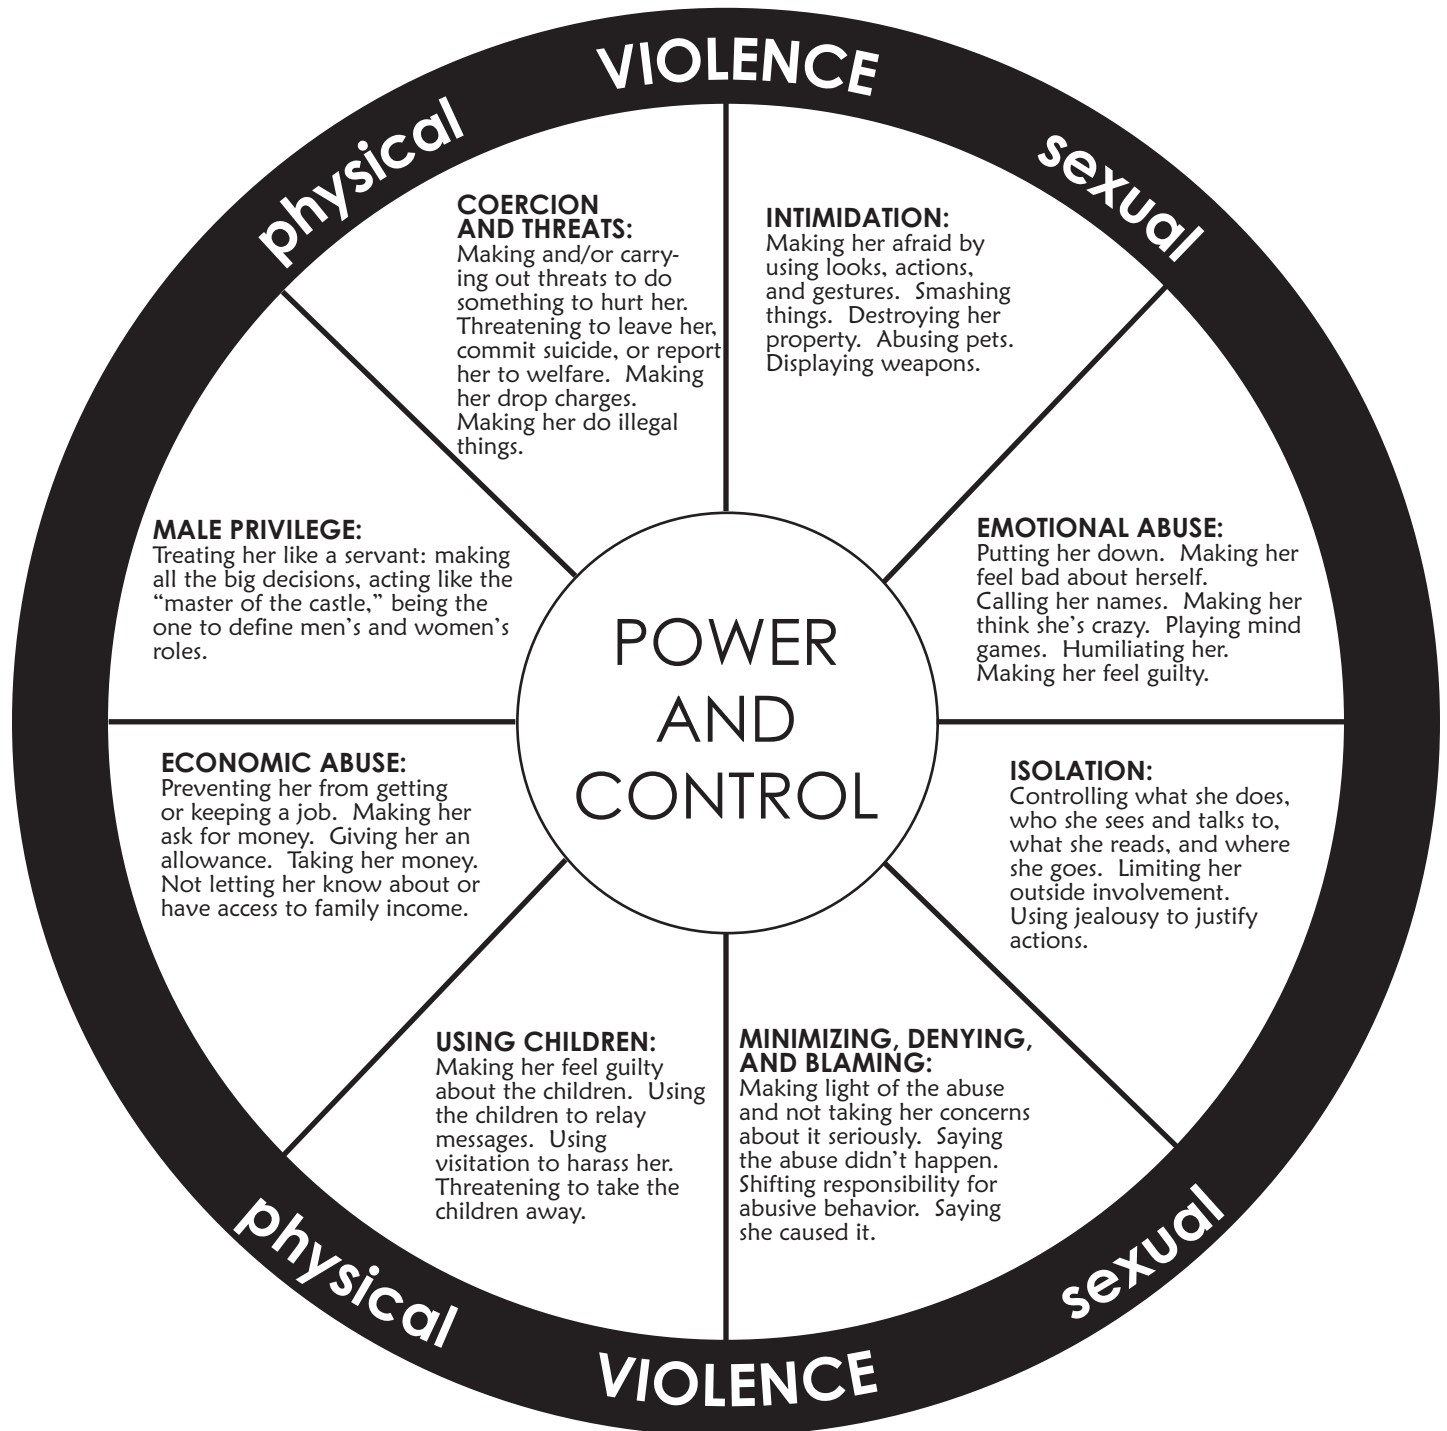 VIOLENCE
physical
sexual
COERCION
AND THREATS:
Making and/or carry-
ing out threats to do
something to hurt her.
Threatening to leave her,
commit suicide, or report
her to welfare.  Making
her drop charges.
Making her do illegal
things.
INTIMIDATION:
Making her afraid by
using looks, actions,
and gestures.  Smashing
things.  Destroying her
property.  Abusing pets.
Displaying weapons.
MALE PRIVILEGE:
Treating her like a servant: making
all the big decisions, acting like the
“master of the castle,” being the
one to define men’s and women’s
roles.
EMOTIONAL ABUSE:
Putting her down.  Making her
feel bad about herself.
Calling her names.  Making her
think she’s crazy.  Playing mind
games.  Humiliating her.
Making her feel guilty.
POWER
AND
CONTROL
ECONOMIC ABUSE:
Preventing her from getting
or keeping a job.  Making her
ask for money.  Giving her an
allowance.  Taking her money.
Not letting her know about or
have access to family income.
ISOLATION:
Controlling what she does,
who she sees and talks to,
what she reads, and where
she goes.  Limiting her
outside involvement.
Using jealousy to justify
actions.
USING CHILDREN:
Making her feel guilty
about the children.  Using
the children to relay
messages.  Using
visitation to harass her.
Threatening to take the
children away.
MINIMIZING, DENYING,
AND BLAMING:
Making light of the abuse
and not taking her concerns
about it seriously.  Saying
the abuse didn’t happen.
Shifting responsibility for
abusive behavior.  Saying
she caused it.
physical
sexual
VIOLENCE